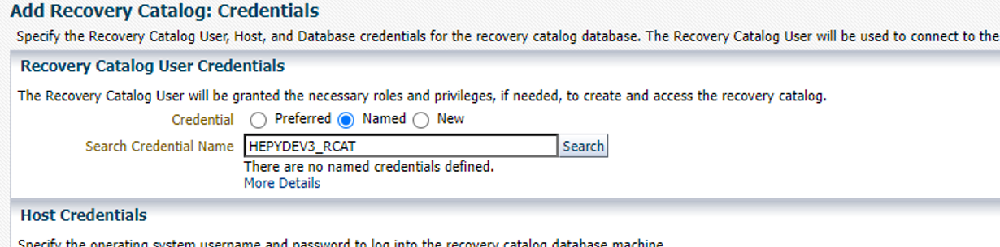 Add Recovery Catalog: Credentials
Specify the Recovery Catalog User, Host, and Database credentials for the recovery catalog database. The Recovery Catalog User will be used to connect to the
Recovery Catalog User Credentials
The Recovery Catalog User will be granted the necessary roles and privileges, if needed, to create and access the recovery catalog.
Credential Preferred Named New
Search Credential Name HEPYDEV3_RCAT Search
There are no named credentials defined.
More Details
Host Credentials
Specify the operating system username and password to log into the recovery catalog database machine